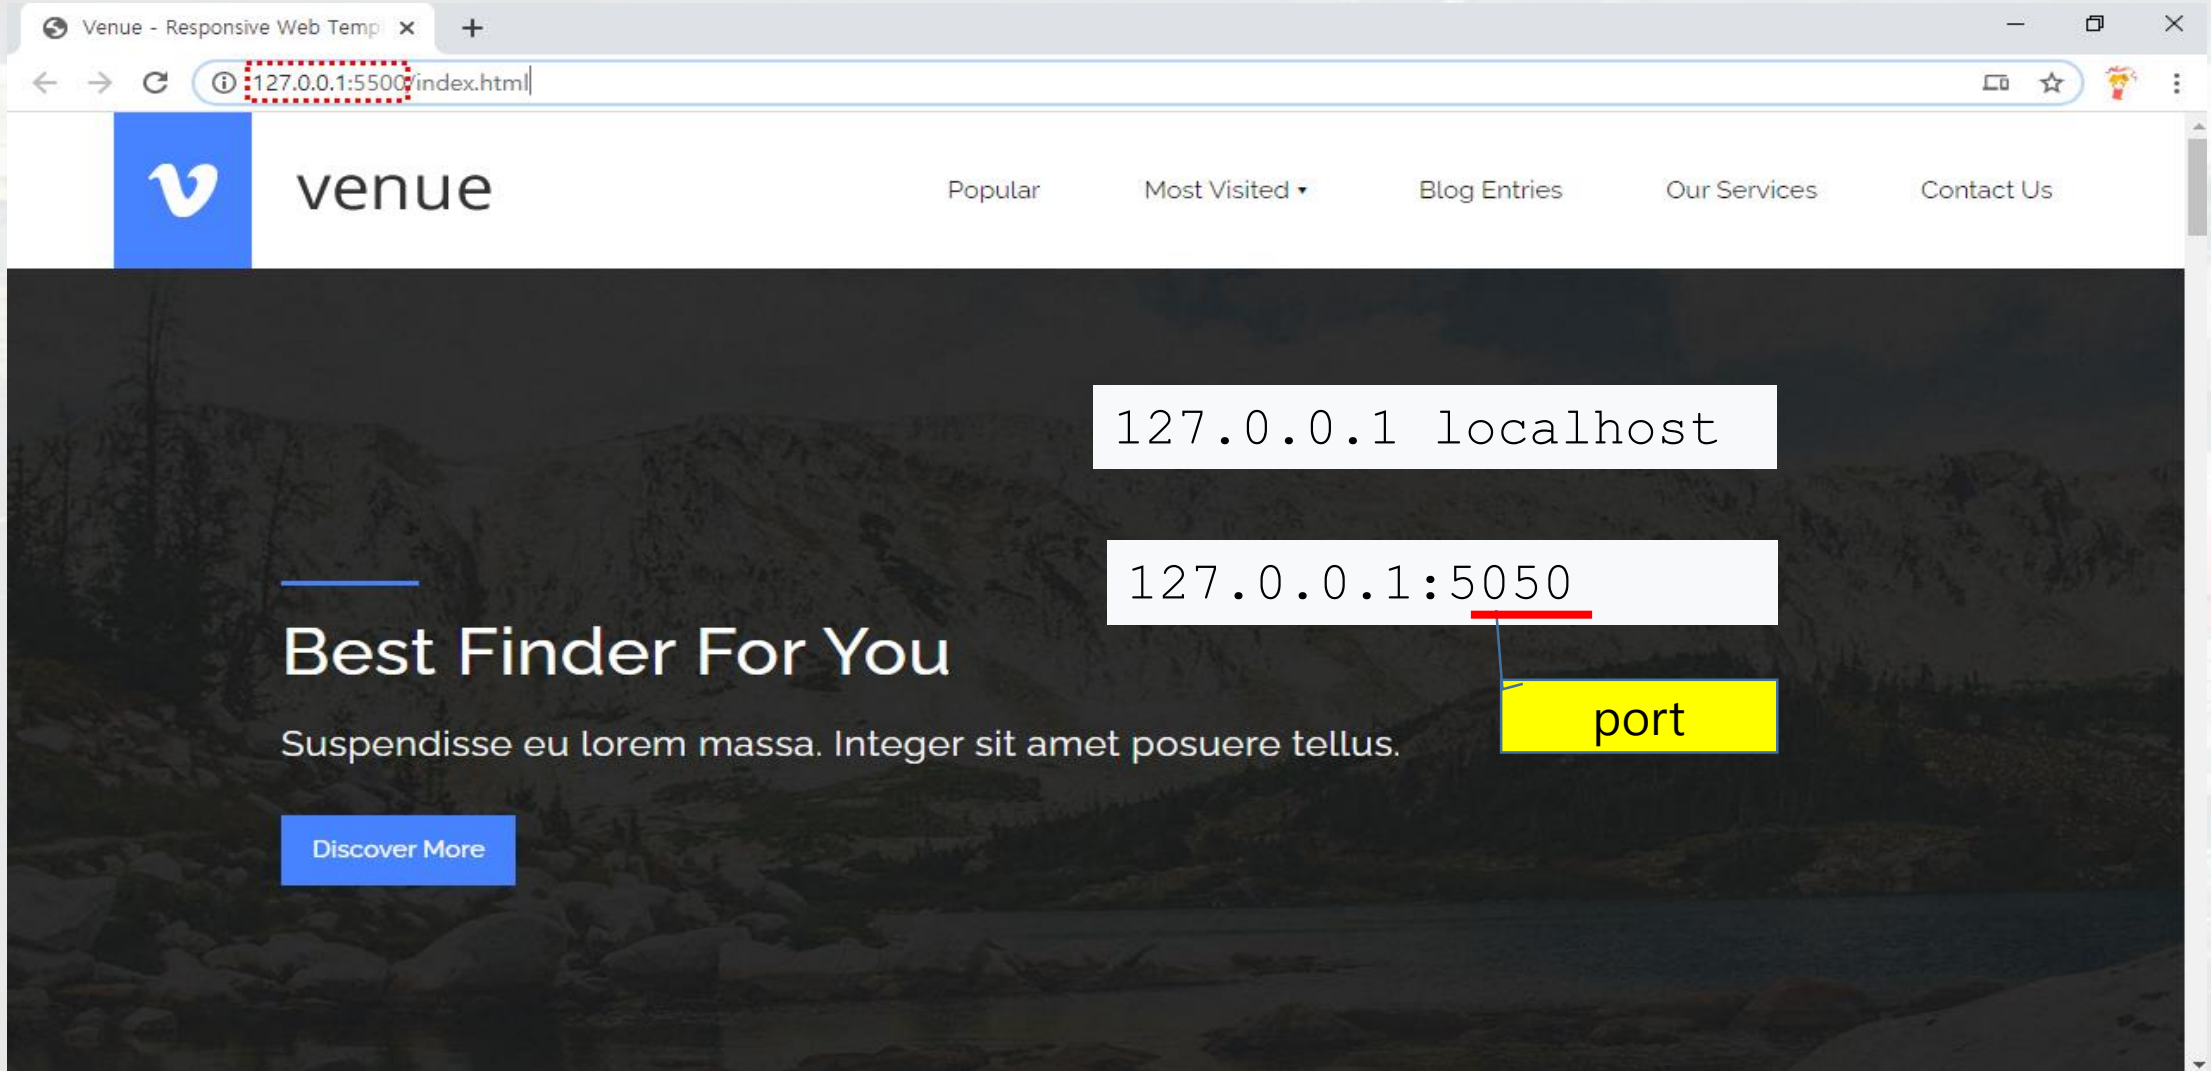 Venue - Responsive Web Temp
127.0.0.1:5500/index.html
venue
Popular
Most Visited
Blog Entries
Our Services
Contact Us
127.0.0.1 localhost
127.0.0.1:5050
port
Best Finder For You
Suspendisse eu lorem massa. Integer sit amet posuere tellus.
Discover More